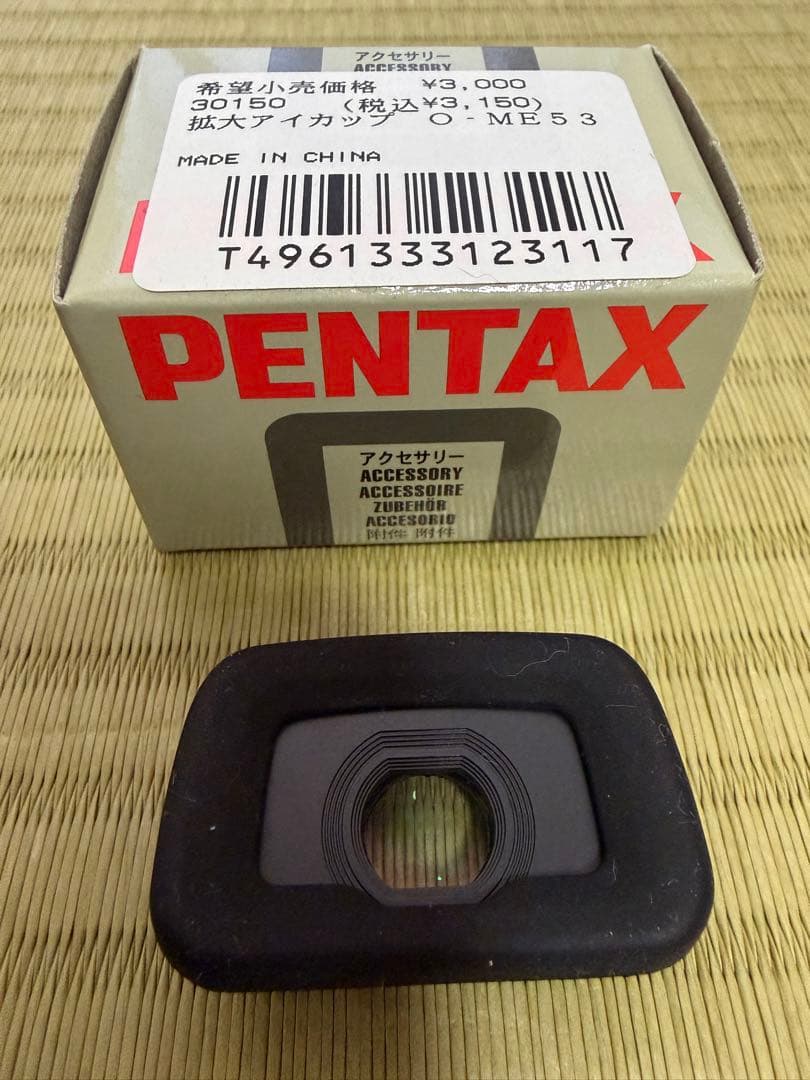 アクセサリー
ACCESSORY
希望小売価格 ¥3,000
30150 (税込¥3,150)
拡大アイカップ O-ME53
MADE IN CHINA
T4961333123117
PENTAX
アクセサリー
ACCESSORY
ACCESSOIRE
ZUBEHÖR
ACCESORIO
附件 附件